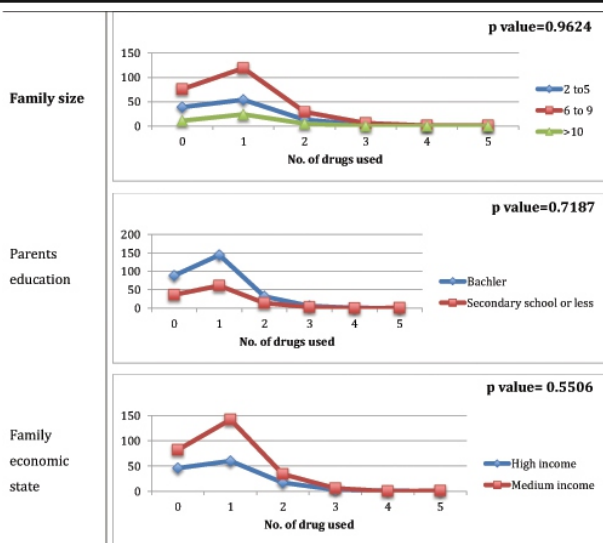 p value=0.9624
Family size
150
100
50
0
0 1 2 3 4 5
No. of drugs used
2 to5
6 to 9
>10
p value=0.7187
Parents
education
200
150
100
50
0
0 1 2 3 4 5
No. of drugs used
Bachler
Secondary school or less
p value= 0.5506
Family
economic
state
150
100
50
0
0 1 2 3 4 5
No. of drug used
High income
Medium income